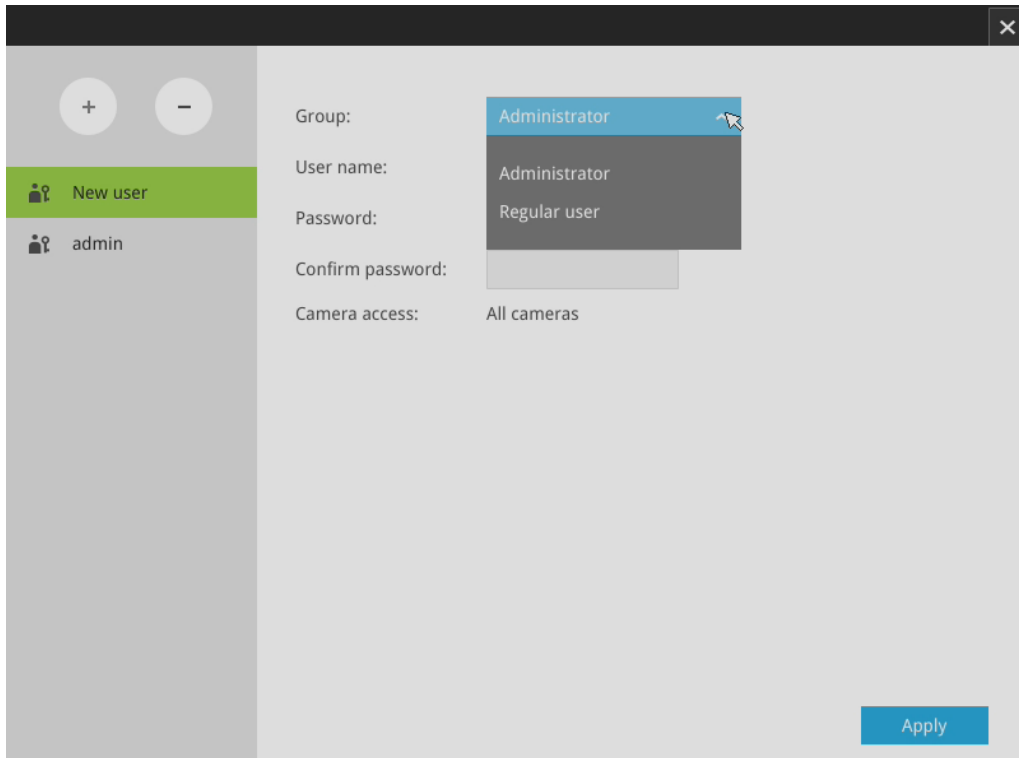 + −
Group: Administrator
User name:
Administrator
New user
Regular user
Password:
admin
Confirm password:
Camera access: All cameras
Apply